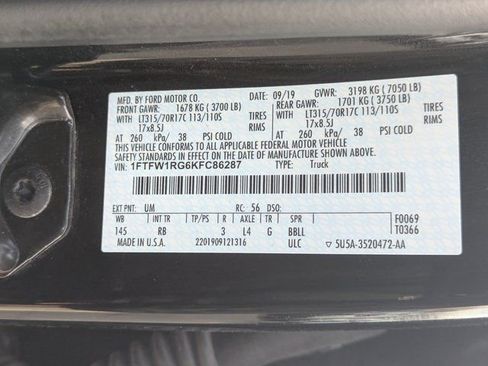 MFD. BY FORD MOTOR CO. 09/19 GVWR: 3198 KG ( 7050 LB)
FRONT GAWR: 1678 KG ( 3700 LB) REAR GAWR: 1701 KG ( 3750 LB)
WITH LT315/70R17C 113/110S TIRES WITH LT315/70R17C 113/110S TIRES
17x8.5J RIMS 17x8.5J RIMS
AT 260 kPa/ 38 PSI COLD AT 260 kPa/ 38 PSI COLD
THIS VEHICLE CONFORMS TO ALL APPLICABLE FEDERAL MOTOR VEHICLE
SAFETY AND THEFT PREVENTION STANDARDS IN EFFECT ON THE DATE OF MANUFACTURE SHOWN ABOVE.
VIN: 1FTFW1RG6KFC86287 TYPE: Truck
EXT PNT: UM RC: 56 DSO:
WB INT TR TP/PS R AXLE TR SPR F0069
145 RB 3 L4 G BBLL T0366
MADE IN U.S.A. 2201909121316 ULC ▽ 5U5A-3520472-AA